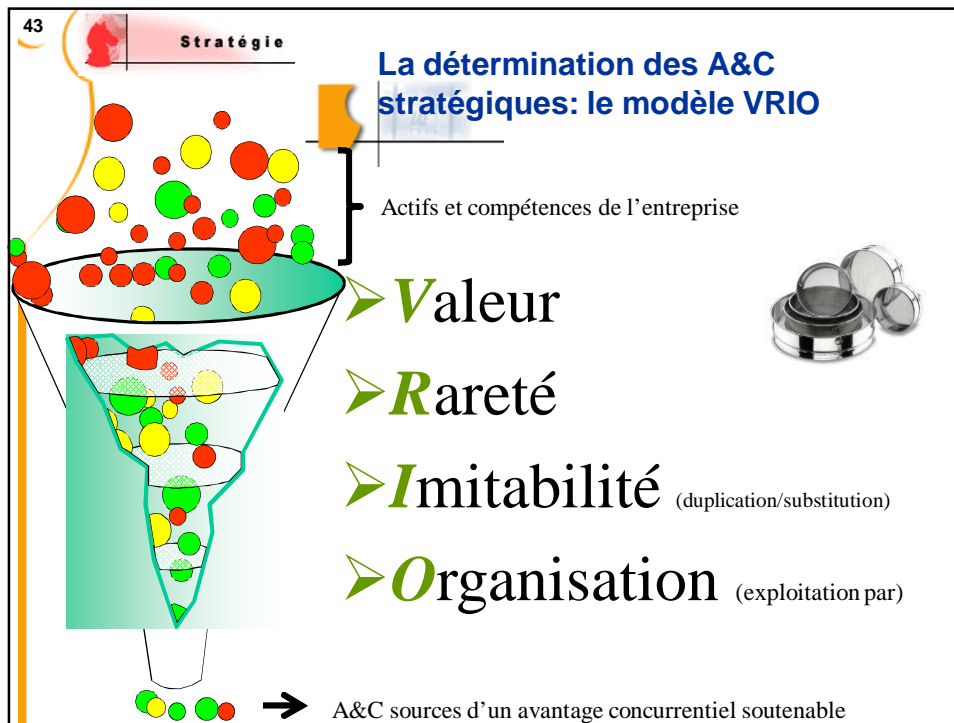 43
Stratégie
La détermination des A&C
stratégiques: le modèle VRIO
Actifs et compétences de l’entreprise
Valeur
Rareté
Imitabilité (duplication/substitution)
Organisation (exploitation par)
A&C sources d’un avantage concurrentiel soutenable